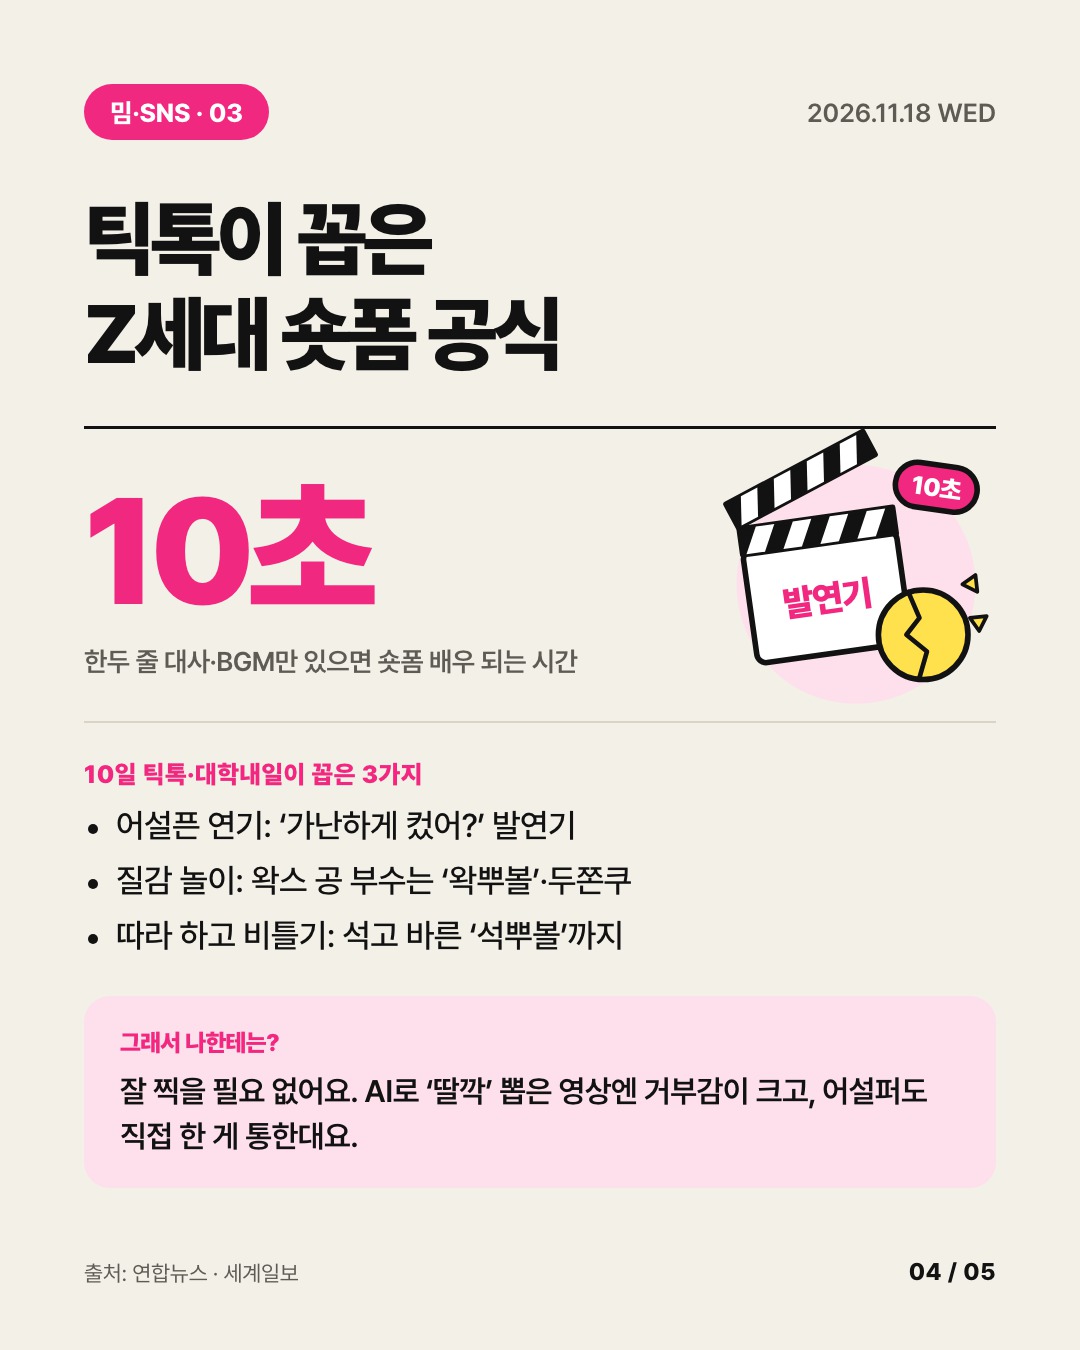 밈·SNS · 03
2026.11.18 WED
틱톡이 꼽은
Z세대 숏폼 공식
10초
한두 줄 대사·BGM만 있으면 숏폼 배우 되는 시간
10초
발연기
10일 틱톡·대학내일이 꼽은 3가지
• 어설픈 연기: ‘가난하게 컸어?’ 발연기
• 질감 놀이: 왁스 공 부수는 ‘왁뿌볼’·두쫀쿠
• 따라 하고 비틀기: 석고 바른 ‘석뿌볼’까지
그래서 나한테는?
잘 찍을 필요 없어요. AI로 ‘딸깍’ 뽑은 영상엔 거부감이 크고, 어설퍼도
직접 한 게 통한대요.
출처: 연합뉴스 · 세계일보
04 / 05